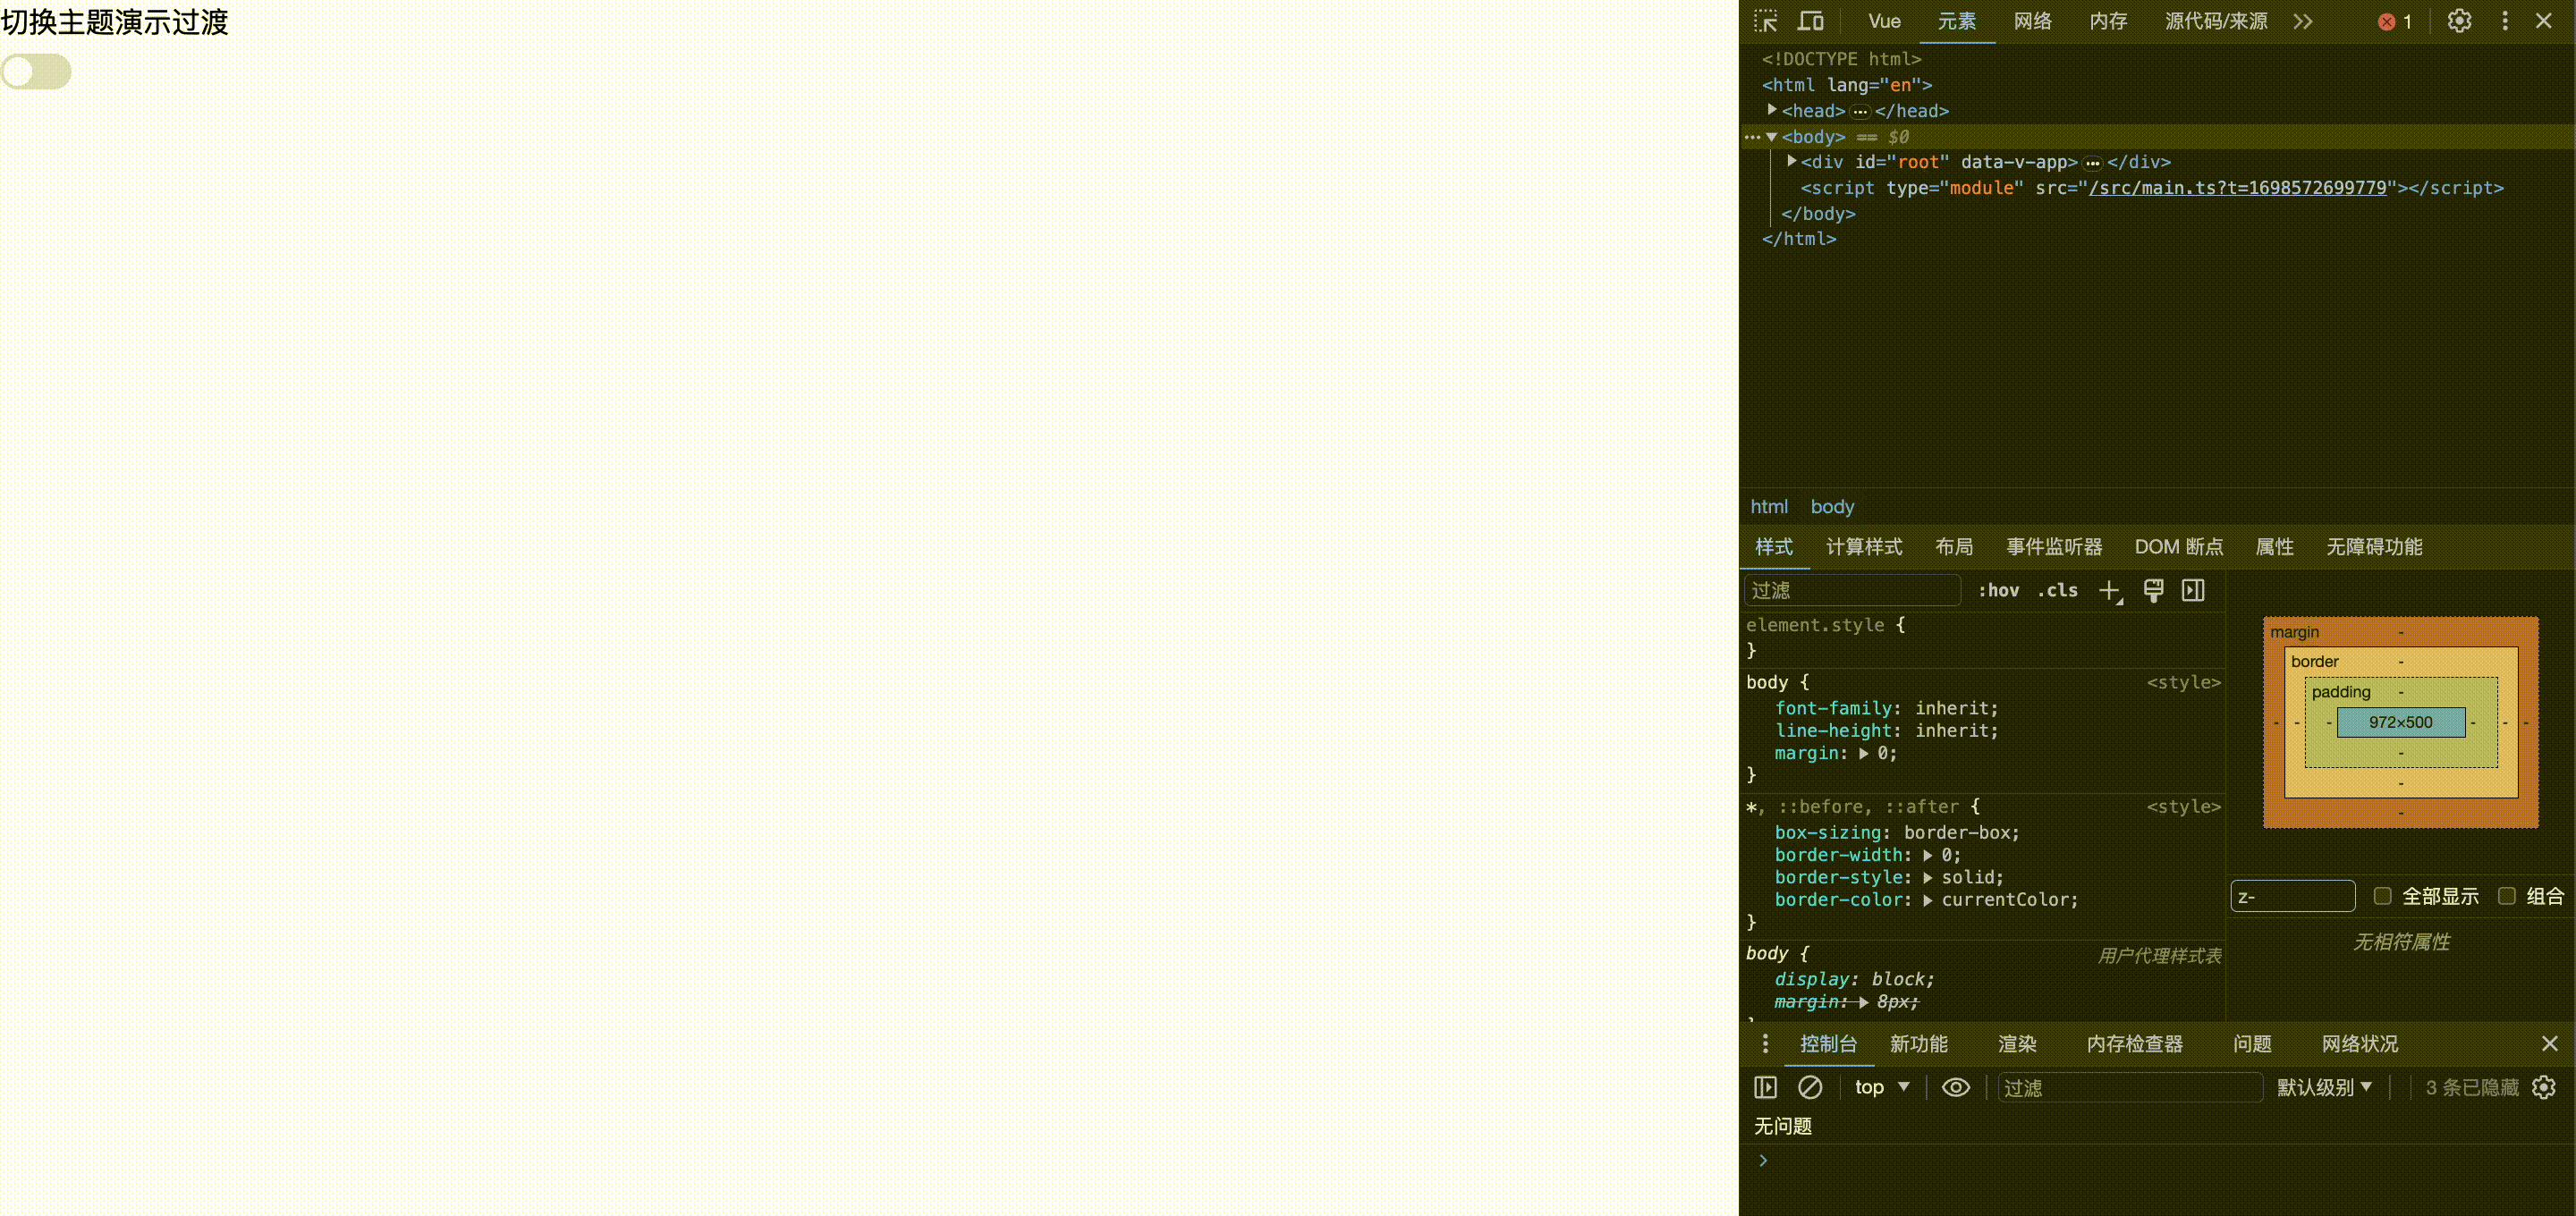 切换主题演示过渡
Vue 元素 网络 内存 源代码/来源 1
<!DOCTYPE html>
<html lang="en">
<head> ••• </head>
••• <body> == $0
<div id="root" data-v-app> ••• </div>
<script type="module" src="/src/main.ts?t=1698572699779"></script>
</body>
</html>
html body
样式 计算样式 布局 事件监听器 DOM 断点 属性 无障碍功能
过滤 :hov .cls
element.style {
}
body { <style>
font-family: inherit;
line-height: inherit;
margin: 0;
}
*, ::before, ::after { <style>
box-sizing: border-box;
border-width: 0;
border-style: solid;
border-color: currentColor;
}
body { 用户代理样式表
display: block;
margin: 8px;
}
margin -
border -
padding -
- - - 972×500 - - -
-
-
-
z- 全部显示 组合
无相符属性
控制台 新功能 渲染 内存检查器 问题 网络状况
top 过滤 默认级别 3 条已隐藏
无问题